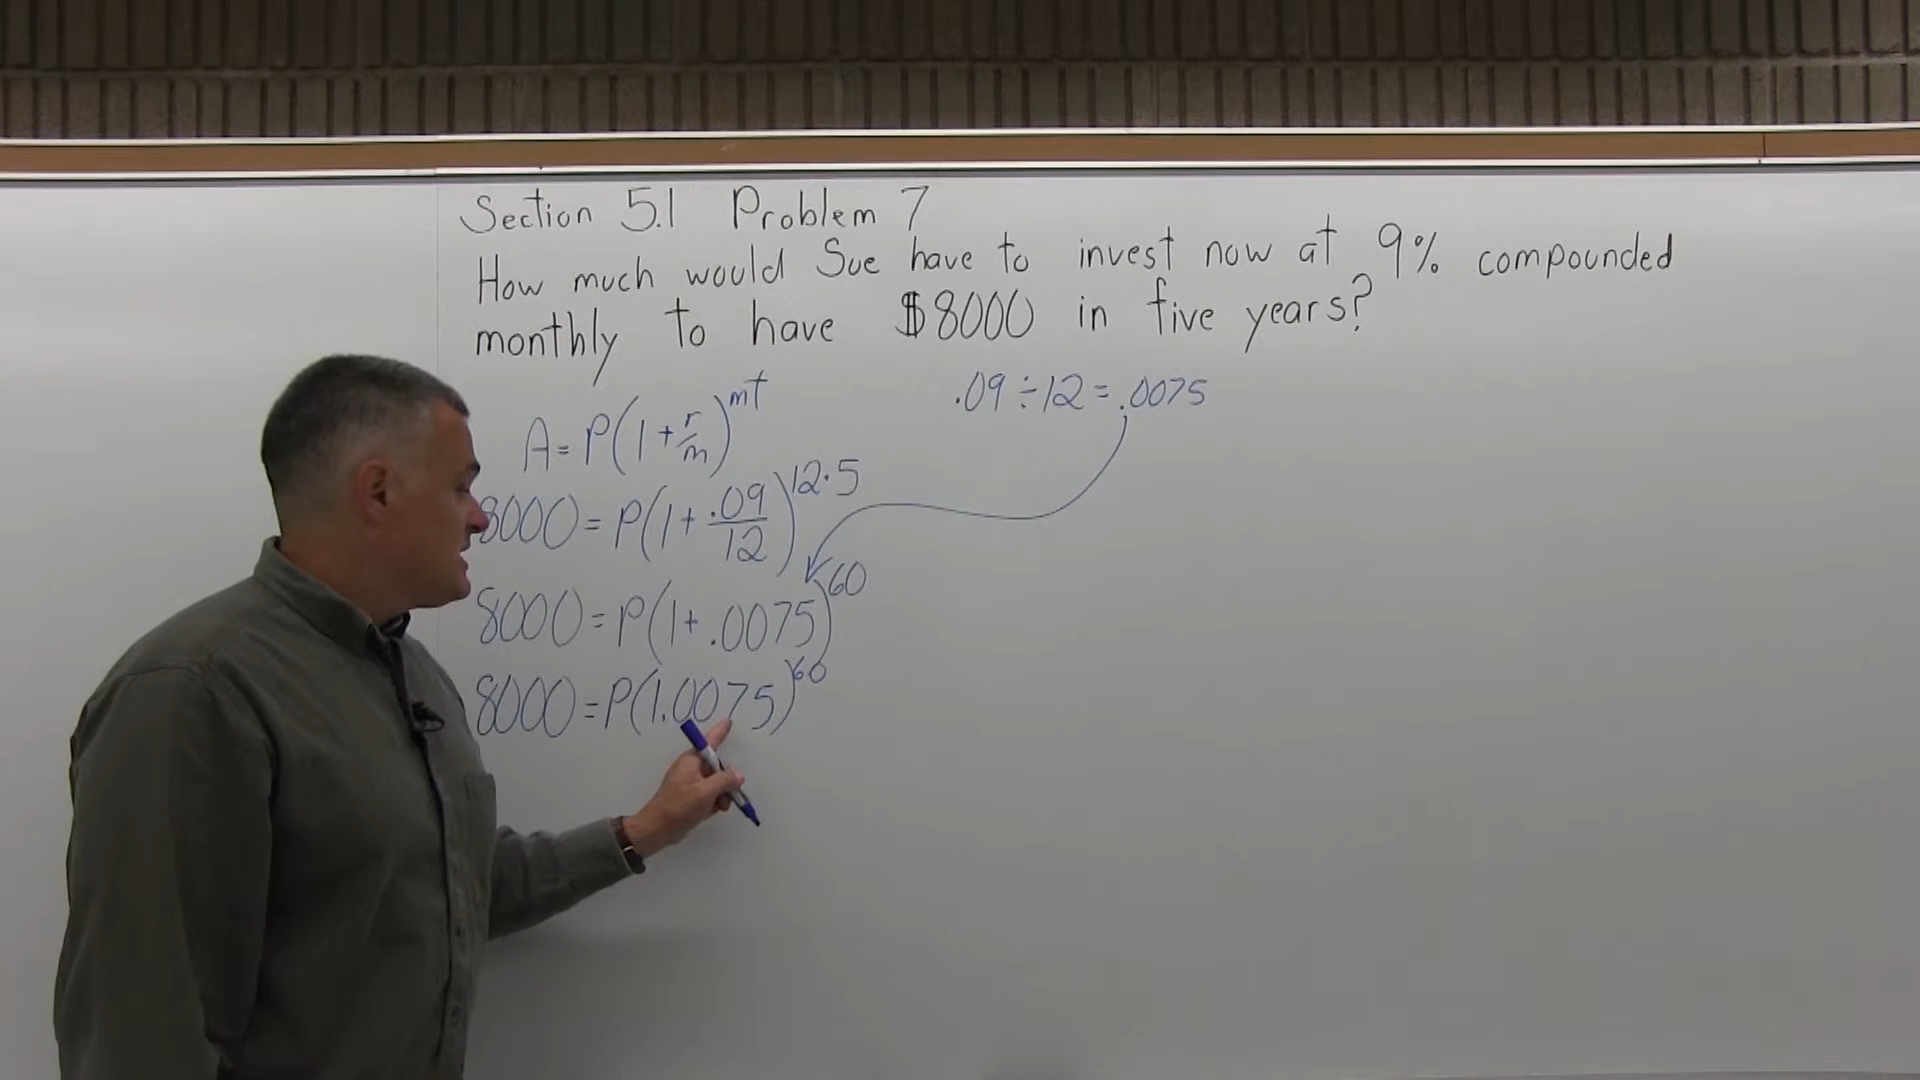 Section 5.1 Problem 7
How much would Sue have to invest now at 9% compounded
monthly to have $8000 in five years?
.09 ÷ 12 = .0075
A = P(1 + r/m)^mt
8000 = P(1 + .09/12)^12·5
8000 = P(1 + .0075)^60
8000 = P(1.0075)^60